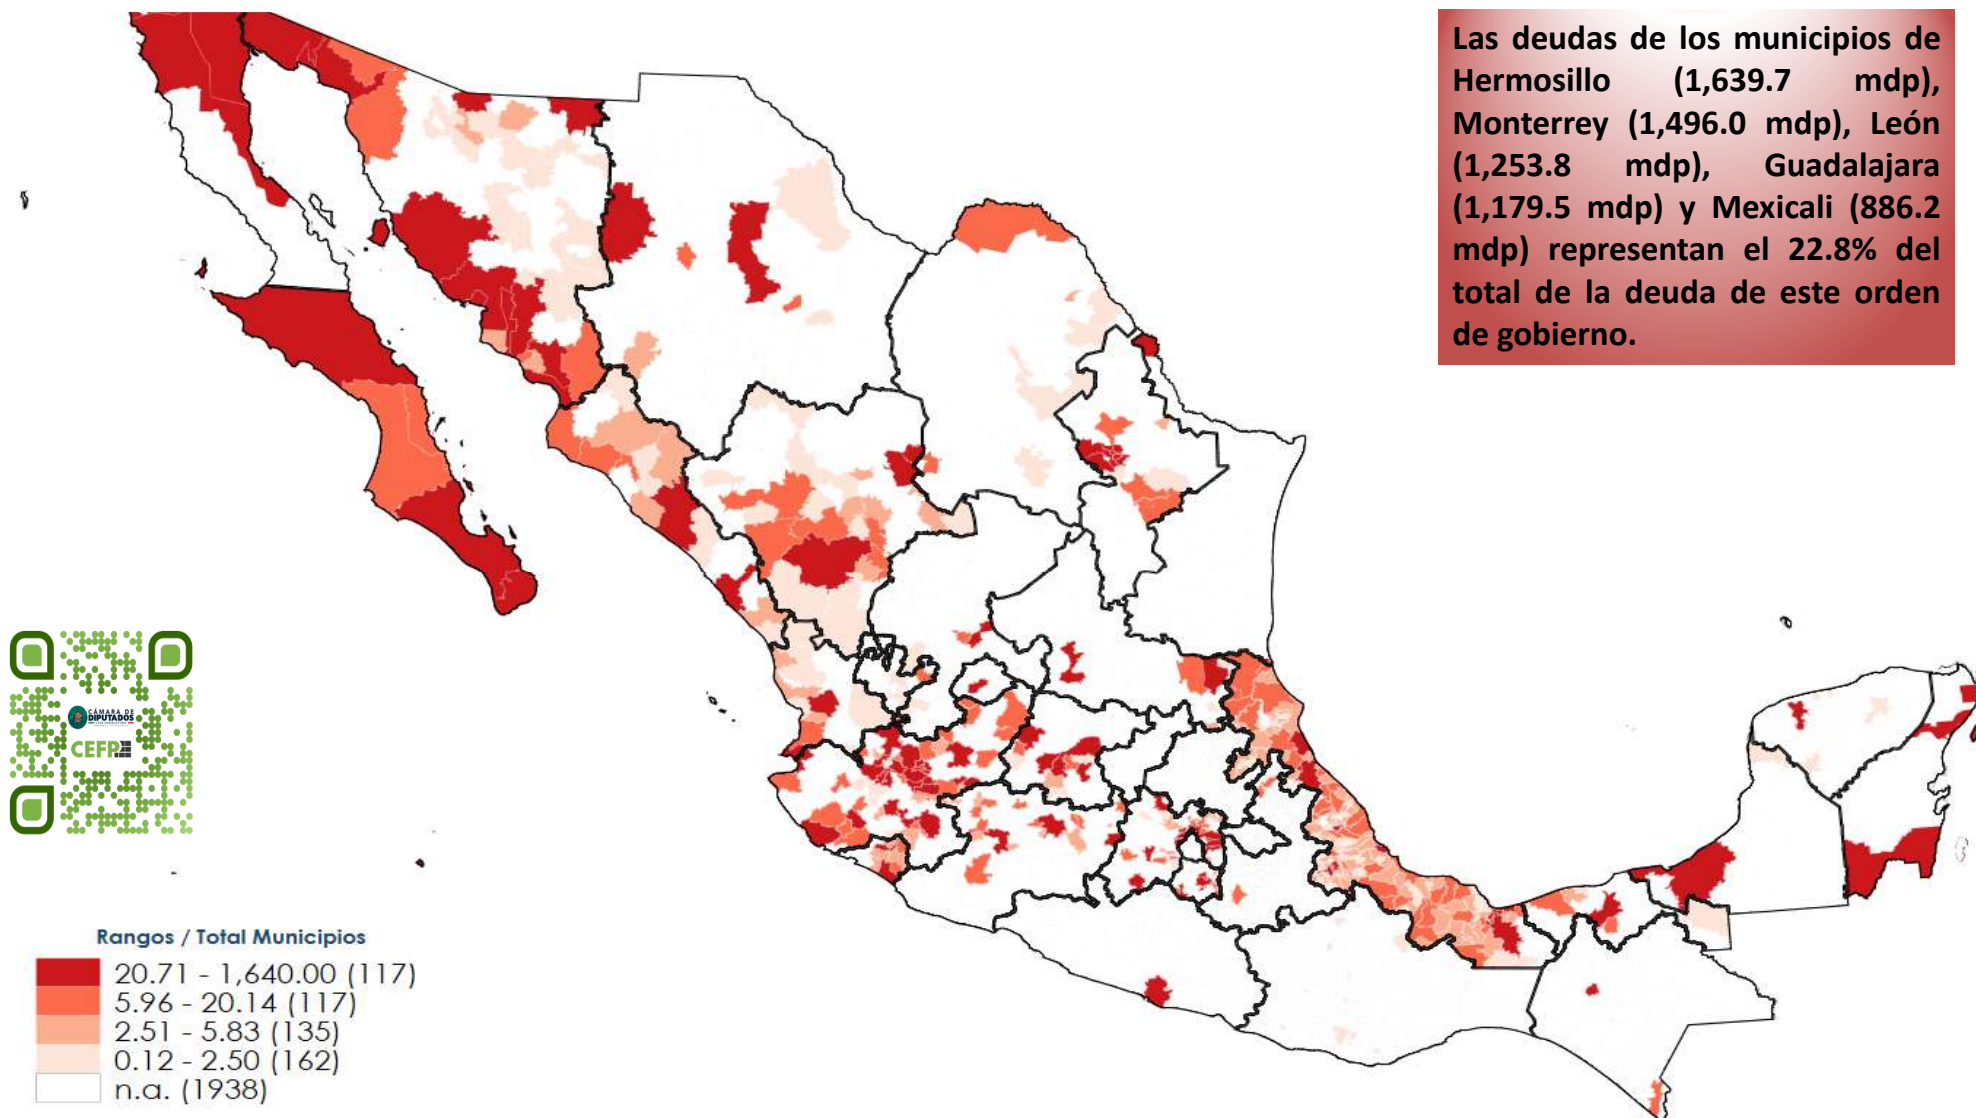 Las deudas de los municipios de
Hermosillo (1,639.7 mdp),
Monterrey (1,496.0 mdp), León
(1,253.8 mdp), Guadalajara
(1,179.5 mdp) y Mexicali (886.2
mdp) representan el 22.8% del
total de la deuda de este orden
de gobierno.
CÁMARA DE
DIPUTADOS
CEFP
Rangos / Total Municipios
20.71 - 1,640.00 (117)
5.96 - 20.14 (117)
2.51 - 5.83 (135)
0.12 - 2.50 (162)
n.a. (1938)